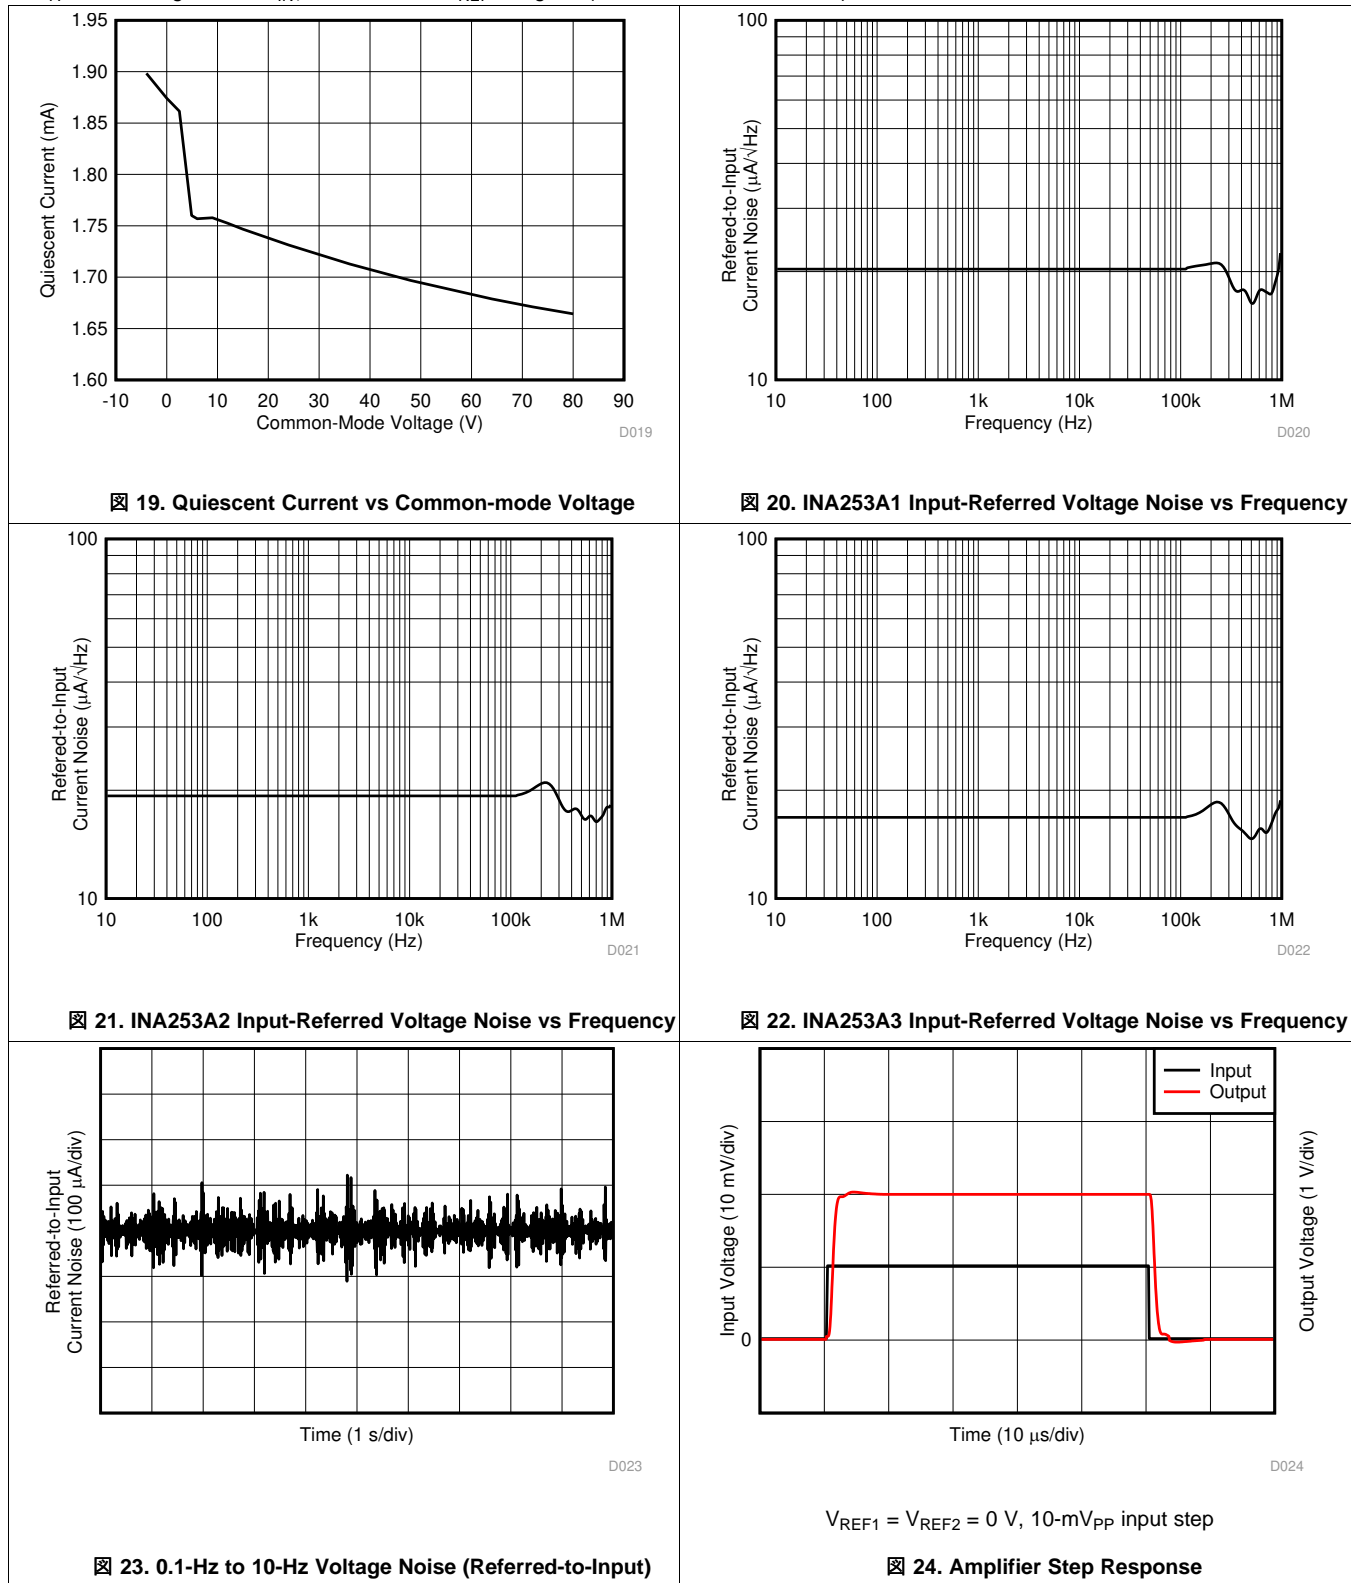 1.95
1.90
1.85
1.80
1.75
1.70
1.65
1.60
Quiescent Current (mA)
-10 0 10 20 30 40 50 60 70 80 90
Common-Mode Voltage (V)
D019
図 19. Quiescent Current vs Common-mode Voltage
100
10
Refered-to-Input
Current Noise (µA/√Hz)
10 100 1k 10k 100k 1M
Frequency (Hz)
D020
図 20. INA253A1 Input-Referred Voltage Noise vs Frequency
100
10
Refered-to-Input
Current Noise (µA/√Hz)
10 100 1k 10k 100k 1M
Frequency (Hz)
D021
図 21. INA253A2 Input-Referred Voltage Noise vs Frequency
100
10
Refered-to-Input
Current Noise (µA/√Hz)
10 100 1k 10k 100k 1M
Frequency (Hz)
D022
図 22. INA253A3 Input-Referred Voltage Noise vs Frequency
Referred-to-Input
Current Noise (100 µA/div)
Time (1 s/div)
D023
図 23. 0.1-Hz to 10-Hz Voltage Noise (Referred-to-Input)
Input
Output
Input Voltage (10 mV/div)
0
Output Voltage (1 V/div)
Time (10 µs/div)
D024
VREF1 = VREF2 = 0 V, 10-mVPP input step
図 24. Amplifier Step Response